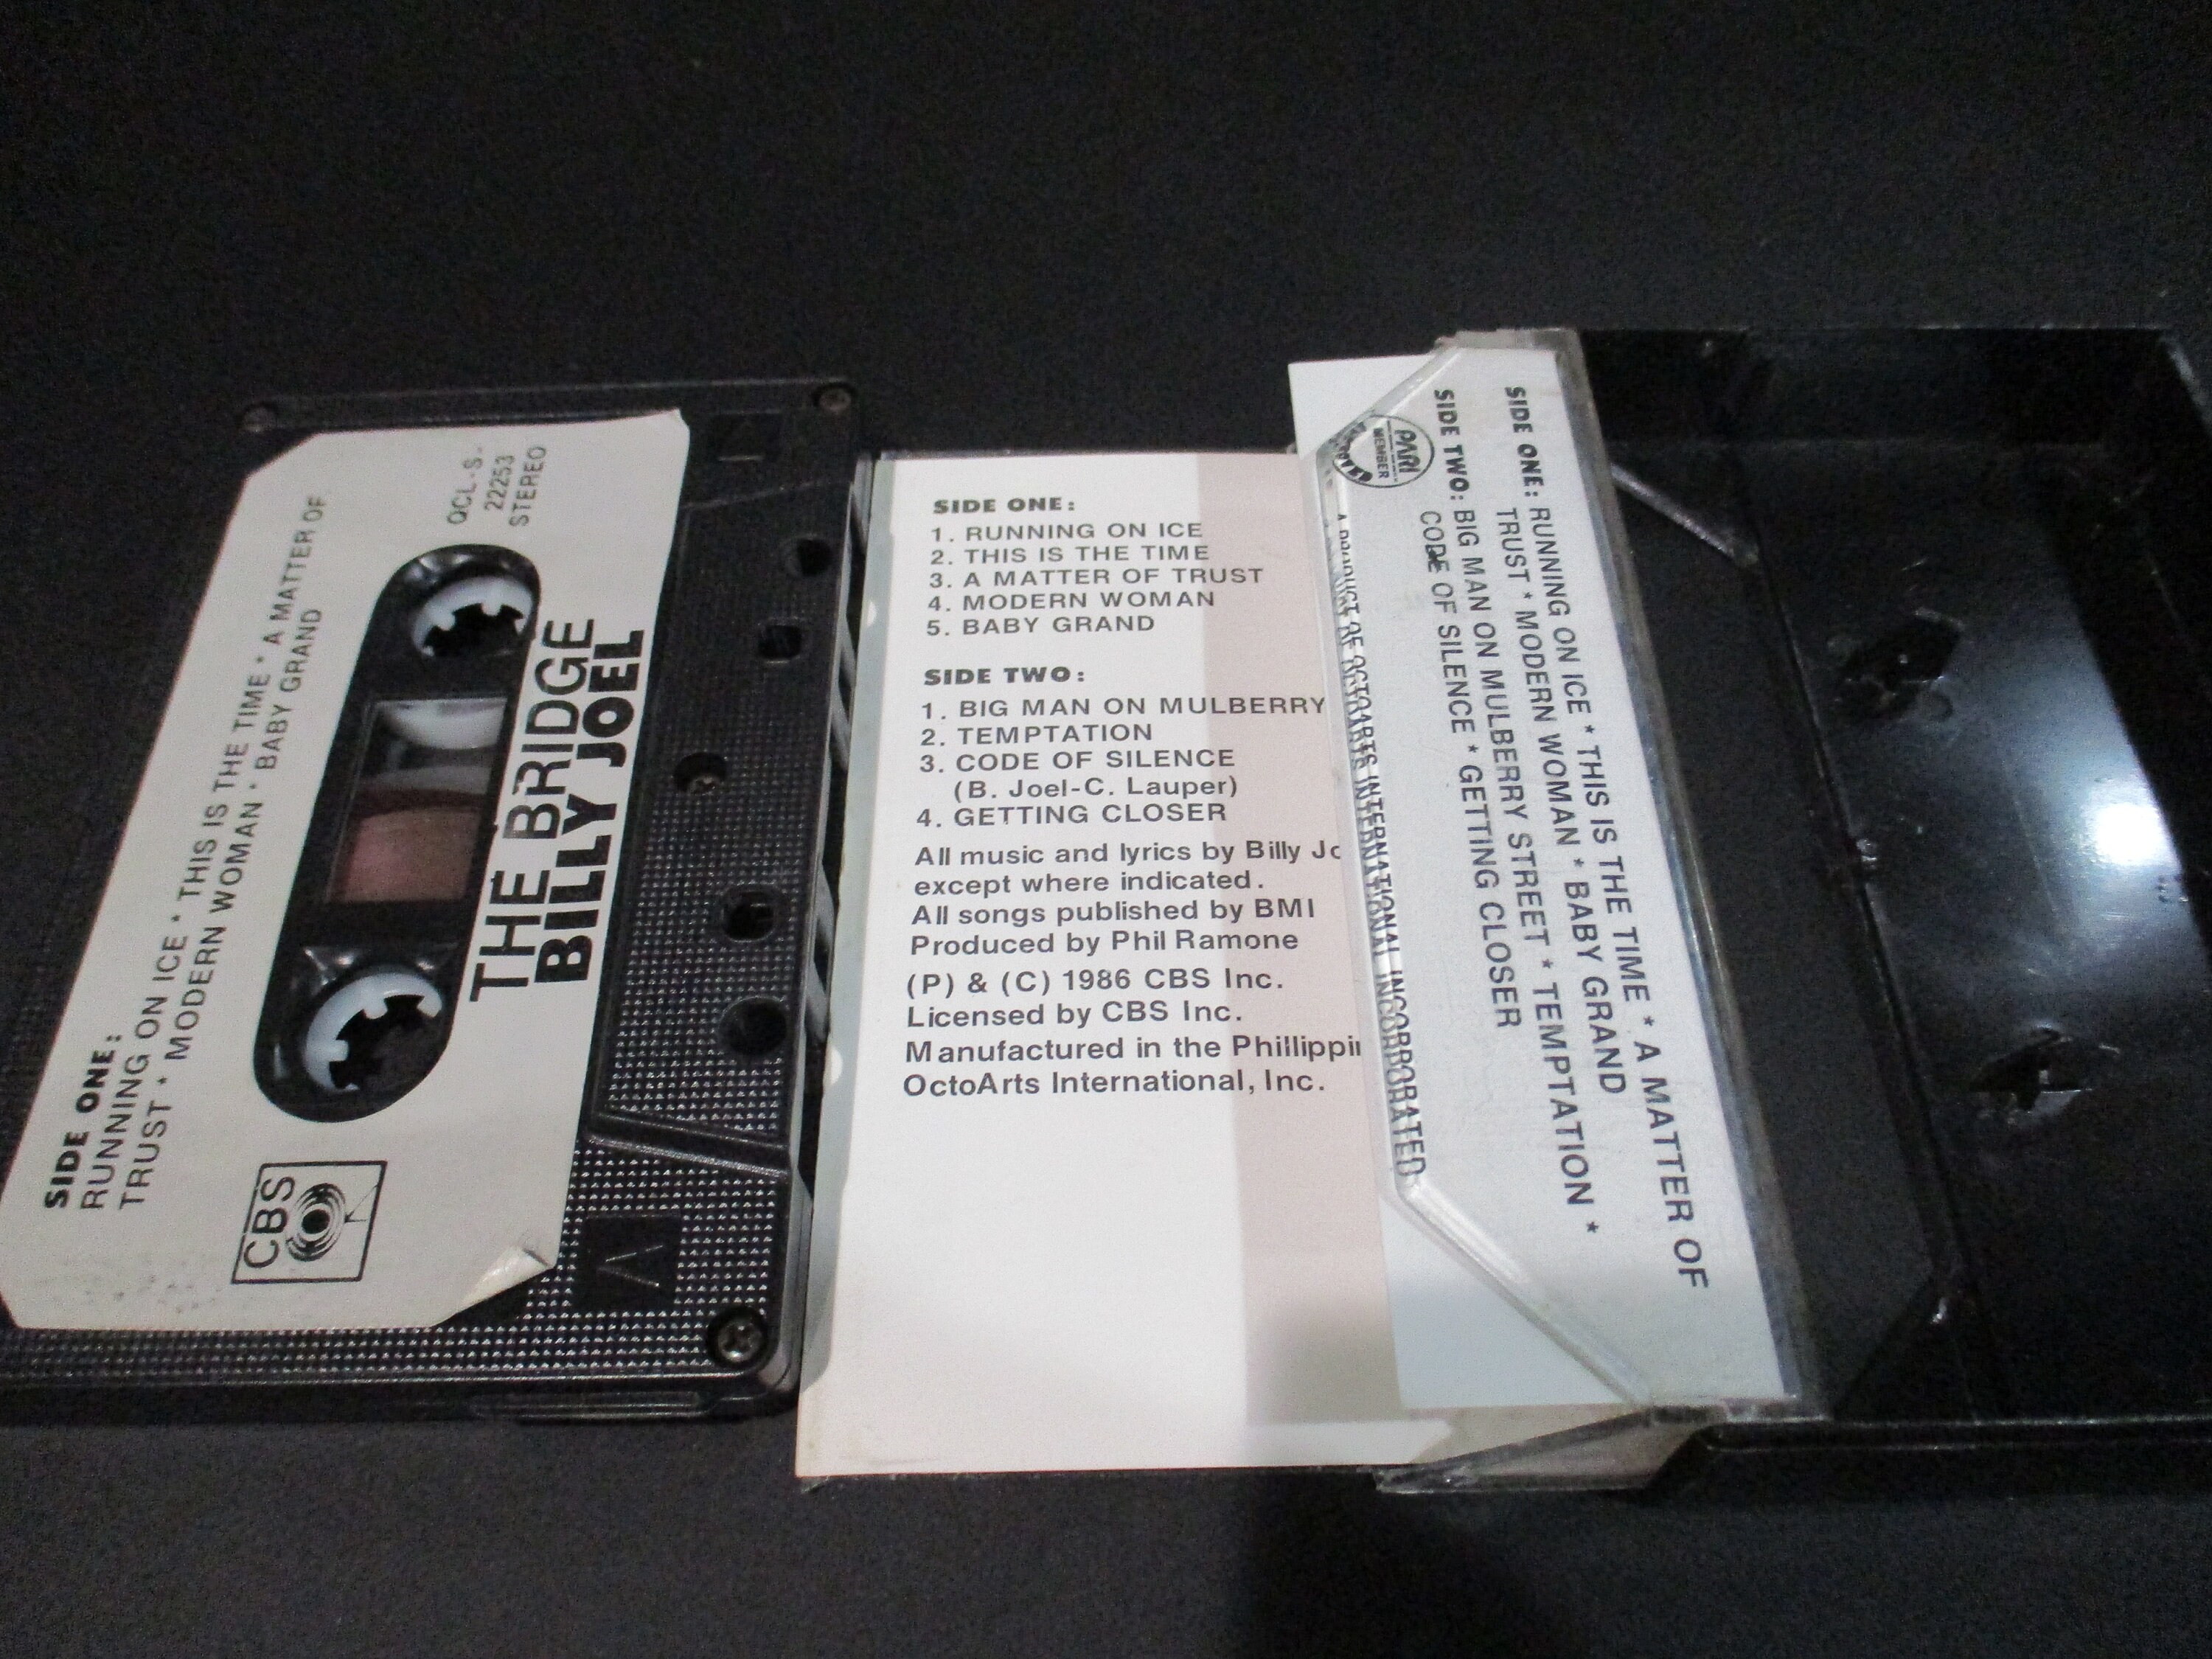 SIDE ONE:
RUNNING ON ICE * THIS IS THE TIME * A MATTER OF
TRUST * MODERN WOMAN * BABY GRAND
QCL-S-
22253
STEREO
THE BRIDGE
BILLY JOEL
CBS
A
SIDE ONE:
1. RUNNING ON ICE
2. THIS IS THE TIME
3. A MATTER OF TRUST
4. MODERN WOMAN
5. BABY GRAND
SIDE TWO:
1. BIG MAN ON MULBERRY
2. TEMPTATION
3. CODE OF SILENCE
(B. Joel-C. Lauper)
4. GETTING CLOSER
All music and lyrics by Billy Jo
except where indicated.
All songs published by BMI
Produced by Phil Ramone
(P) & (C) 1986 CBS Inc.
Licensed by CBS Inc.
Manufactured in the Phillippin
OctoArts International, Inc.
SIDE ONE: RUNNING ON ICE * THIS IS THE TIME * A MATTER OF
TRUST * MODERN WOMAN * BABY GRAND
SIDE TWO: BIG MAN ON MULBERRY STREET * TEMPTATION *
CODE OF SILENCE * GETTING CLOSER
PARI
MEMBER
A PRODUCT OF OCTOARTS INTERNATIONAL INCORPORATED